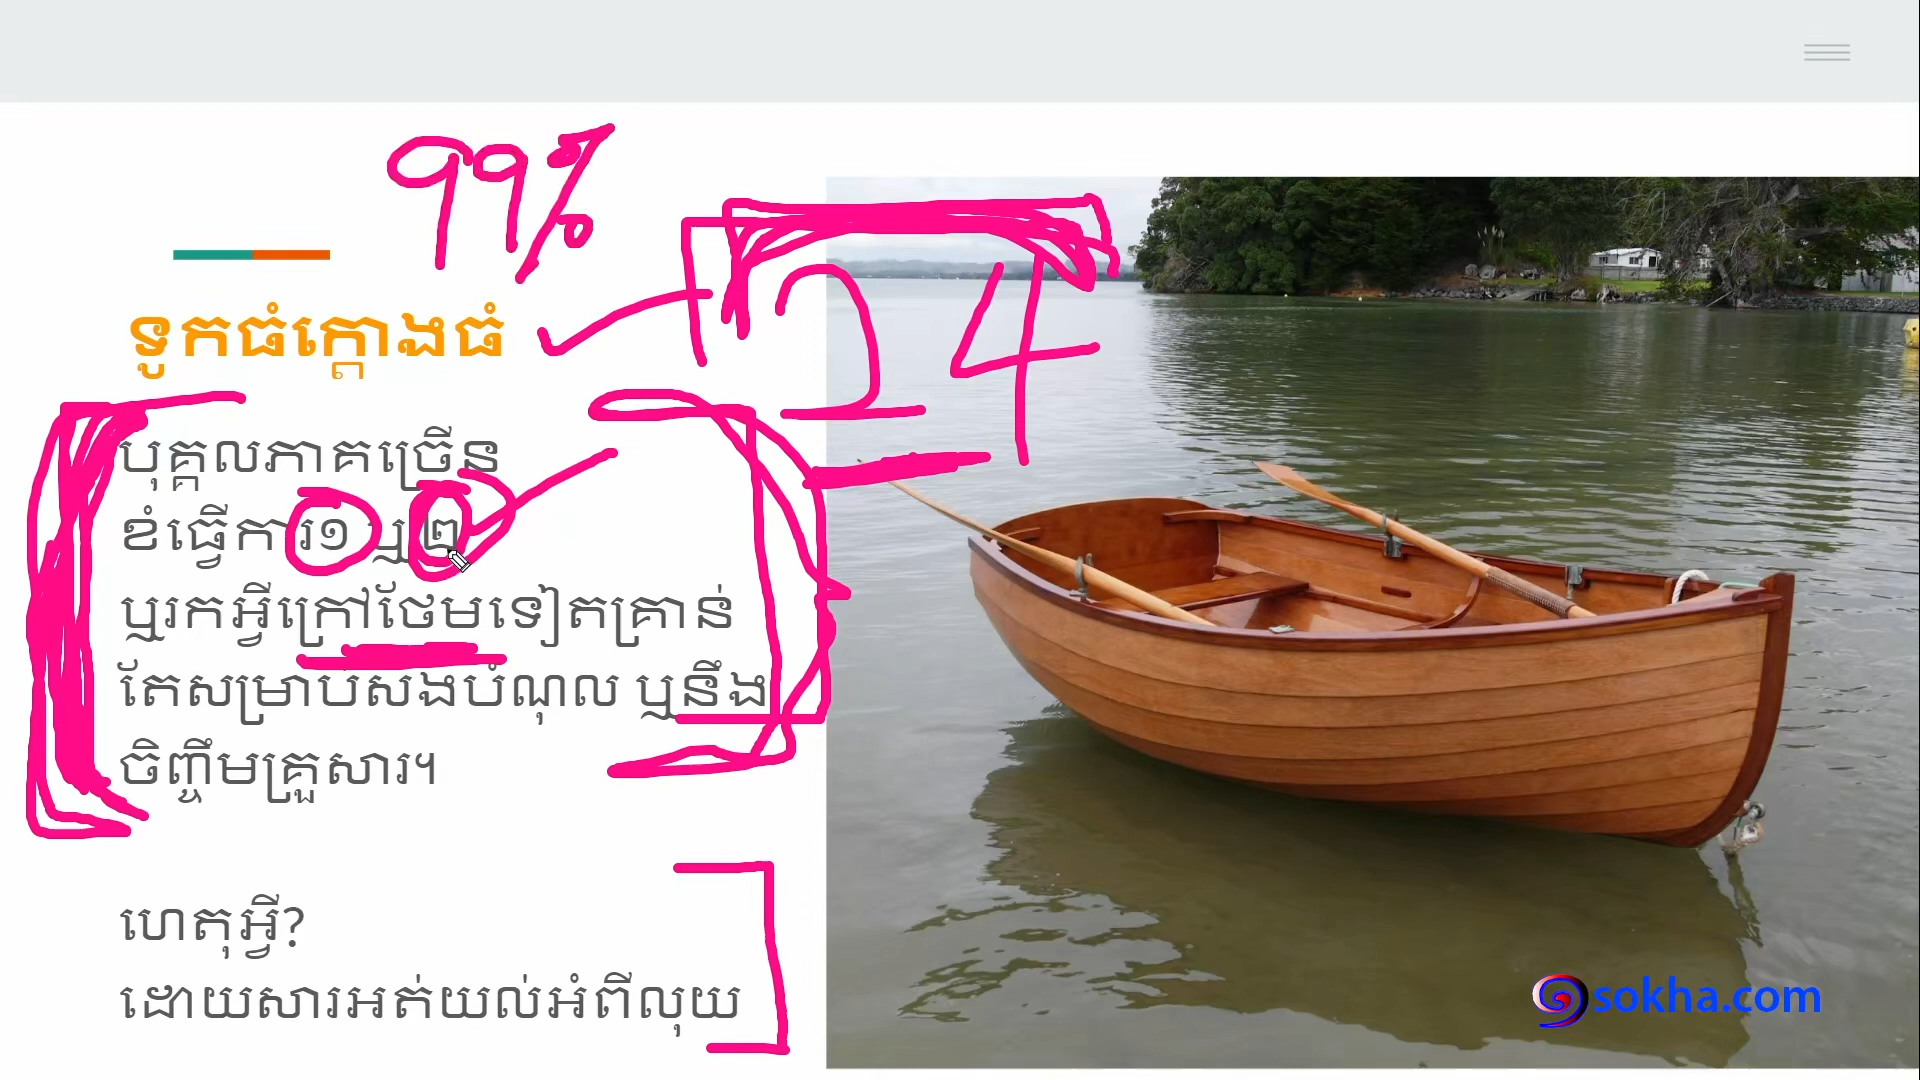 99%
24
ទូកធំក្ដោងធំ
បុគ្គលភាគច្រើន
ខំធ្វើការ១ ឬ២
ឬរកអ្វីក្រៅថែមទៀតគ្រាន់
តែសម្រាប់សងបំណុល ឬនឹង
ចិញ្ចឹមគ្រួសារ។
ហេតុអ្វី?
ដោយសារអត់យល់អំពីលុយ
sokha.com